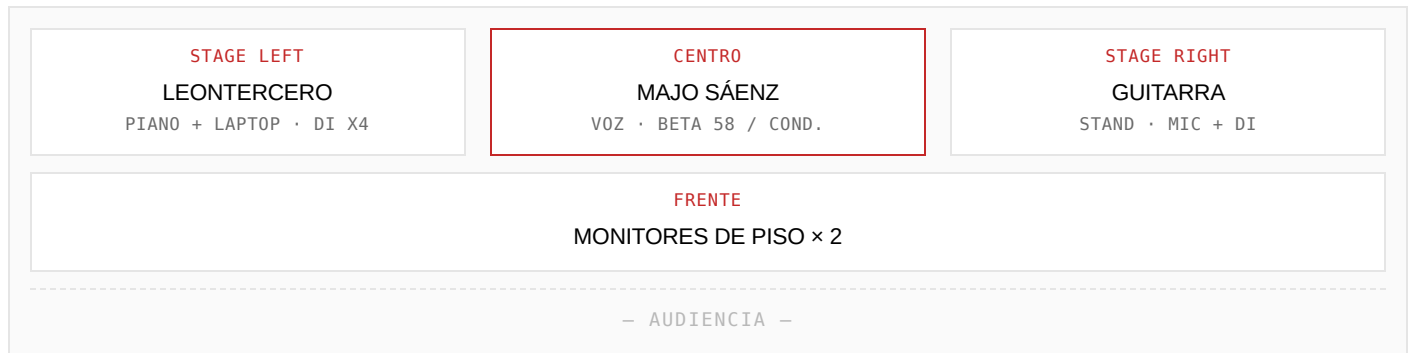 STAGE LEFT
LEONTERCERO
PIANO + LAPTOP · DI X4
CENTRO
MAJO SÁENZ
VOZ · BETA 58 / COND.
STAGE RIGHT
GUITARRA
STAND · MIC + DI
FRENTE
MONITORES DE PISO × 2
— AUDIENCIA —